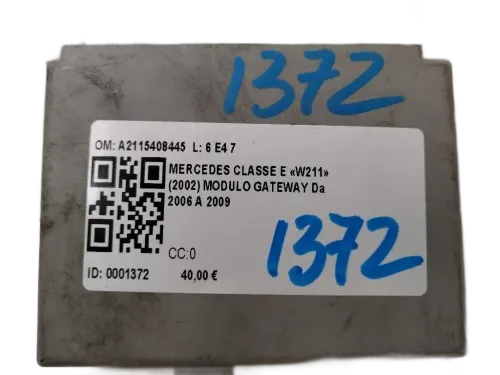 1372
OM: A2115408445 L: 6 E4 7
MERCEDES CLASSE E «W211»
(2002) MODULO GATEWAY Da
2006 A 2009
CC:0
1372
ID: 0001372 40,00 €